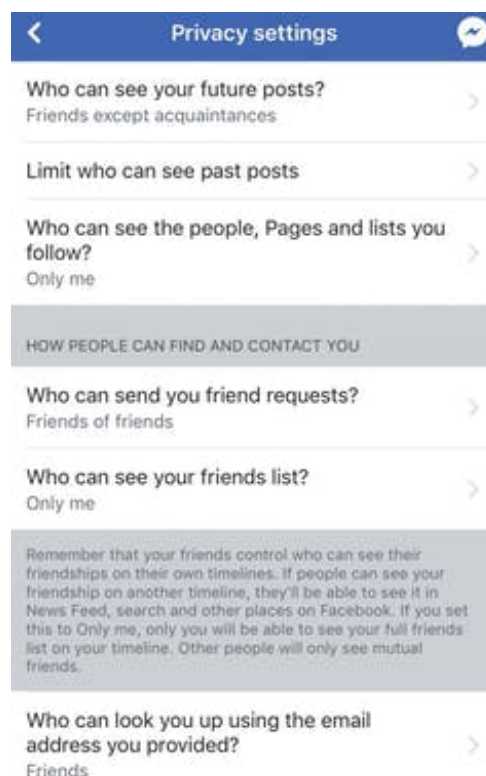 Privacy settings
Who can see your future posts?
Friends except acquaintances
Limit who can see past posts
Who can see the people, Pages and lists you
follow?
Only me
HOW PEOPLE CAN FIND AND CONTACT YOU
Who can send you friend requests?
Friends of friends
Who can see your friends list?
Only me
Remember that your friends control who can see their
friendships on their own timelines. If people can see your
friendship on another timeline, they'll be able to see it in
News Feed, search and other places on Facebook. If you set
this to Only me, only you will be able to see your full friends
list on your timeline. Other people will only see mutual
friends.
Who can look you up using the email
address you provided?
Friends